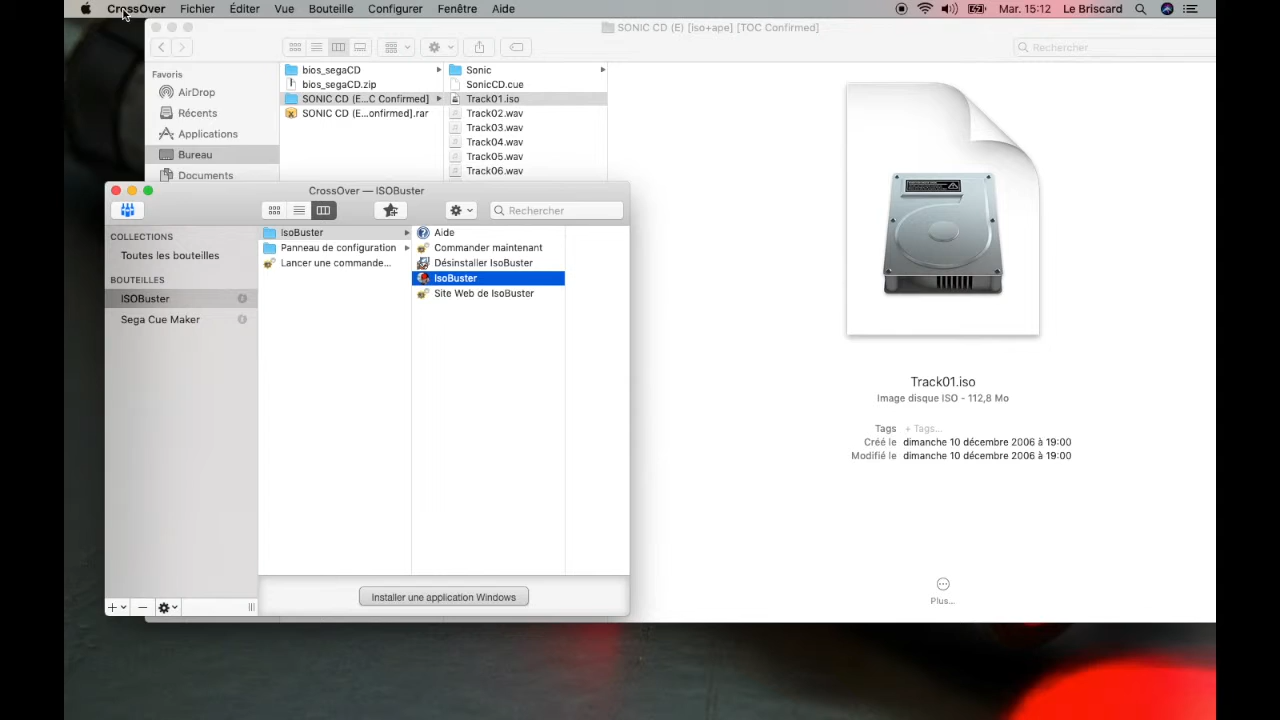 CrossOver Fichier Éditer Vue Bouteille Configurer Fenêtre Aide Mar. 15:12 Le Briscard
SONIC CD (E) [iso+ape] [TOC Confirmed]
Rechercher
Favoris
AirDrop
Récents
Applications
Bureau
Documents
bios_segaCD
bios_segaCD.zip
SONIC CD (E...C Confirmed]
SONIC CD (E...onfirmed].rar
Sonic
SonicCD.cue
Track01.iso
Track02.wav
Track03.wav
Track04.wav
Track05.wav
Track06.wav
CrossOver — ISOBuster
Rechercher
COLLECTIONS
Toutes les bouteilles
BOUTEILLES
ISOBuster
Sega Cue Maker
IsoBuster
Panneau de configuration
Lancer une commande...
Aide
Commander maintenant
Désinstaller IsoBuster
IsoBuster
Site Web de IsoBuster
Installer une application Windows
Track01.iso
Image disque ISO - 112,8 Mo
Tags + Tags...
Créé le dimanche 10 décembre 2006 à 19:00
Modifié le dimanche 10 décembre 2006 à 19:00
Plus...